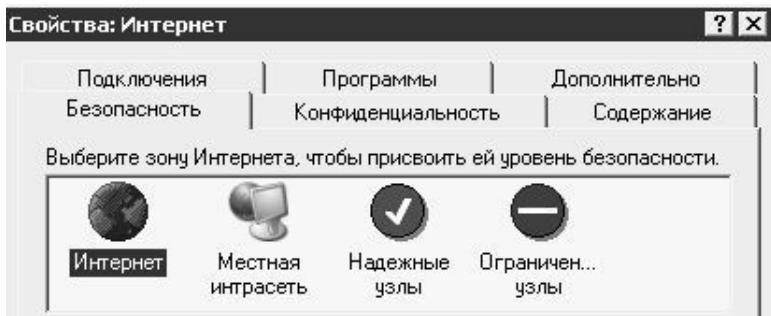 Свойства: Интернет
Подключения Программы Дополнительно
Безопасность Конфиденциальность Содержание
Выберите зону Интернета, чтобы присвоить ей уровень безопасности.
Интернет Местная Надежные Ограничен...
интрасеть узлы узлы